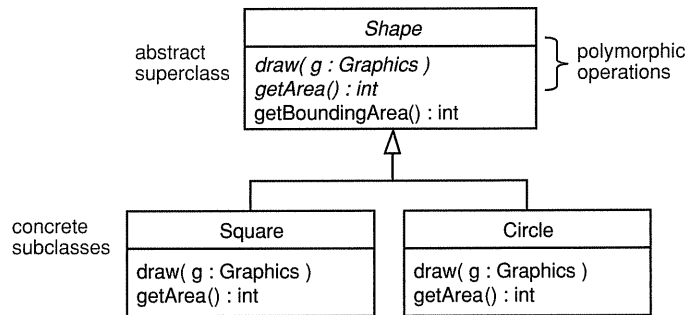 Shape
abstract
superclass
draw( g : Graphics )
getArea() : int
getBoundingArea() : int
polymorphic
operations
concrete
subclasses
Square
draw( g : Graphics )
getArea() : int
Circle
draw( g : Graphics )
getArea() : int